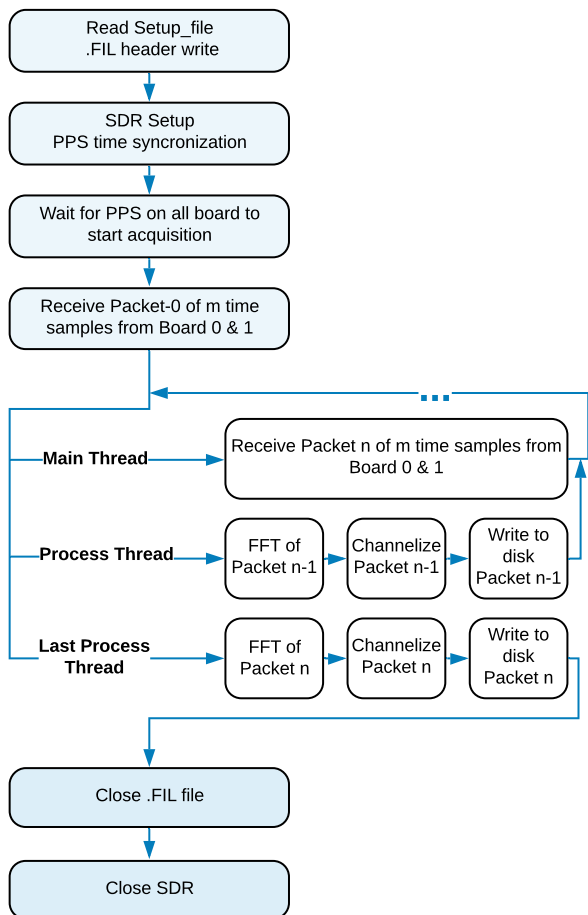 Read Setup_file
.FIL header write
SDR Setup
PPS time syncronization
Wait for PPS on all board to
start acquisition
Receive Packet-0 of m time
samples from Board 0 & 1
...
Main Thread
Receive Packet n of m time samples from
Board 0 & 1
Process Thread
FFT of
Packet n-1
Channelize
Packet n-1
Write to
disk
Packet n-1
Last Process
Thread
FFT of
Packet n
Channelize
Packet n
Write to
disk
Packet n
Close .FIL file
Close SDR